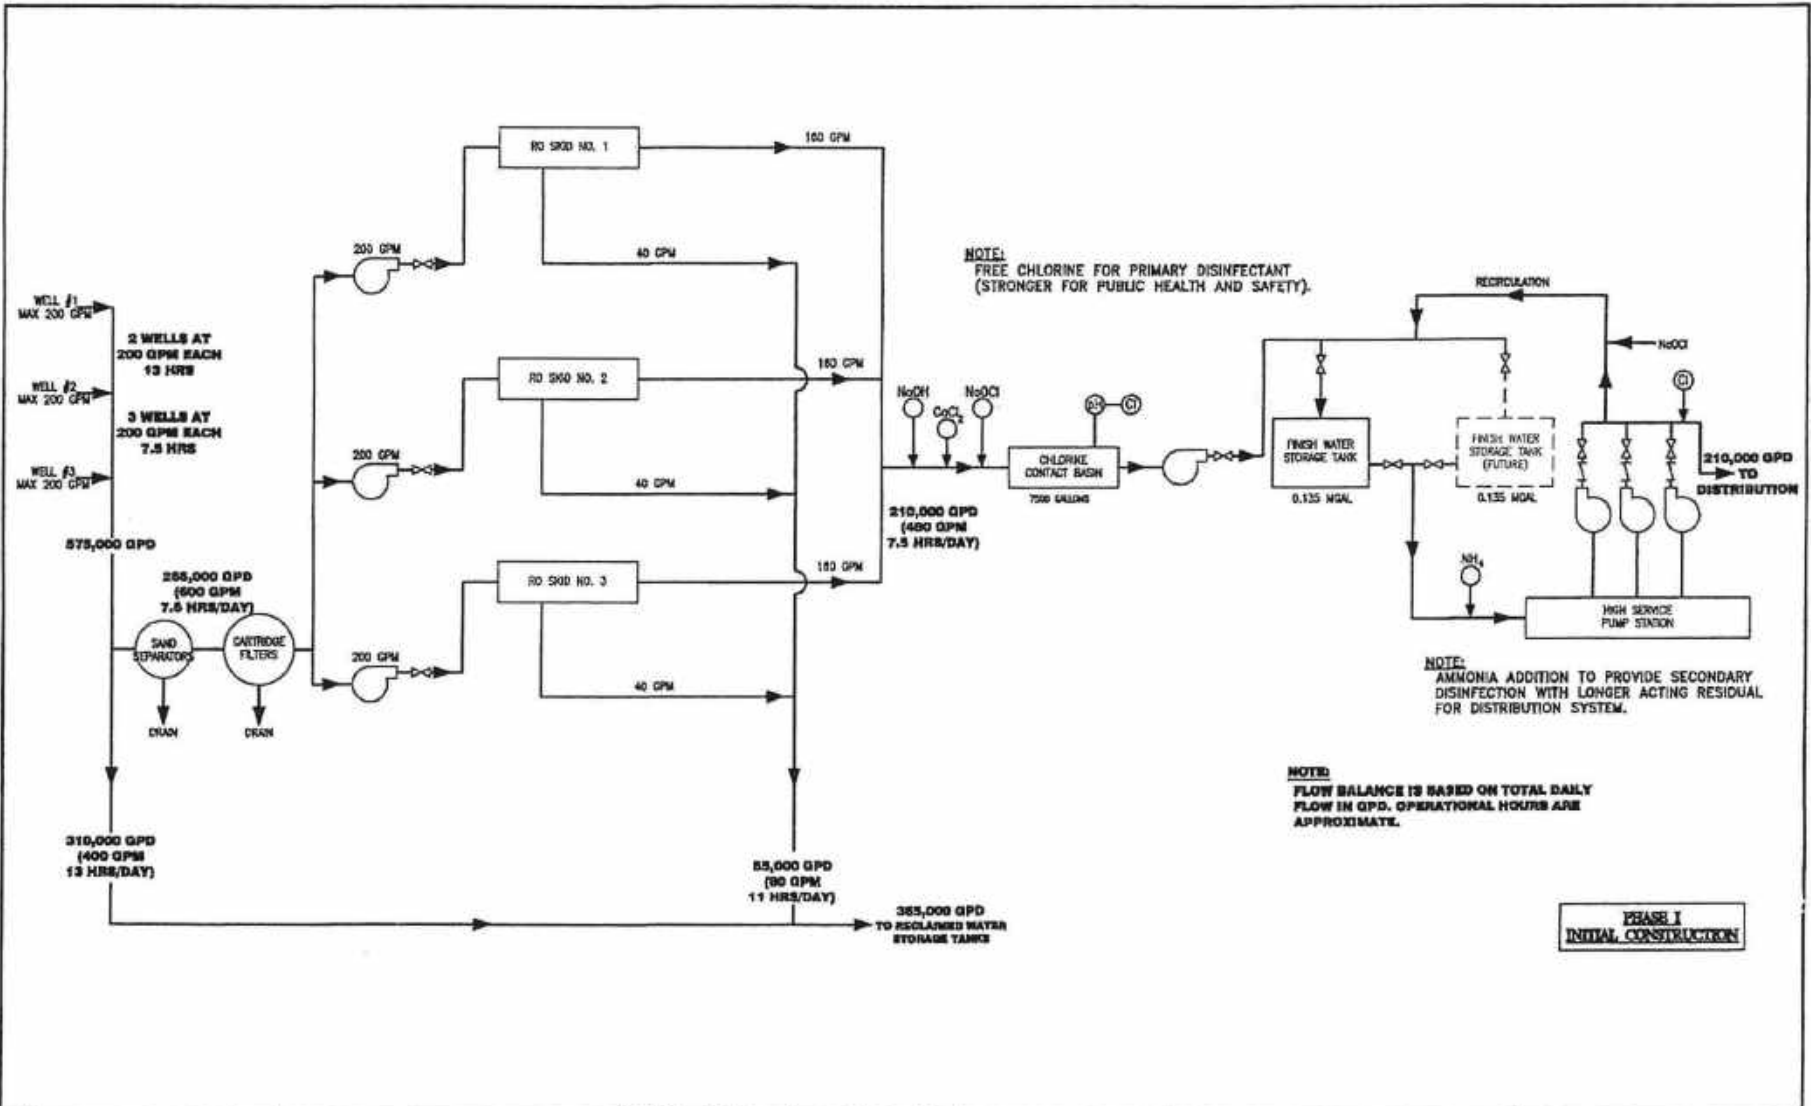 RO SKID NO. 1
160 GPM
200 GPM
40 GPM
WELL #1
MAX 200 GPM
2 WELLS AT
200 GPM EACH
13 HRS
WELL #2
MAX 200 GPM
3 WELLS AT
200 GPM EACH
7.5 HRS
WELL #3
MAX 200 GPM
575,000 GPD
GPD
(600 GPM
HRS/DAY)
SAND
SEPARATORS
CARTRIDGE
FILTERS
DRAIN
DRAIN
310,000 GPD
(400 GPM
13 HRS/DAY)
RO SKID NO. 2
160 GPM
200 GPM
40 GPM
RO SKID NO. 3
160 GPM
200 GPM
40 GPM
55,000 GPD
GPM
11 HRS/DAY)
365,000 GPD
TO RECLAIMED WATER
STORAGE TANKS
NOTE:
FREE CHLORINE FOR PRIMARY DISINFECTANT
(STRONGER FOR PUBLIC HEALTH AND SAFETY).
NaOH
CaCl2
NaOCl
pH
Cl
CHLORINE
CONTACT BASIN
7500 GALLONS
210,000 GPD
(480 GPM
7.5 HRS/DAY)
RECIRCULATION
NaOCl
Cl
FINISH WATER
STORAGE TANK
0.135 MGAL
FINISH WATER
STORAGE TANK
(FUTURE)
0.135 MGAL
210,000 GPD
TO
DISTRIBUTION
HIGH SERVICE
PUMP STATION
NOTE:
AMMONIA ADDITION TO PROVIDE SECONDARY
DISINFECTION WITH LONGER ACTING RESIDUAL
FOR DISTRIBUTION SYSTEM.
NOTE:
FLOW BALANCE IS BASED ON TOTAL DAILY
FLOW IN GPD. OPERATIONAL HOURS ARE
APPROXIMATE.
PHASE I
INITIAL CONSTRUCTION